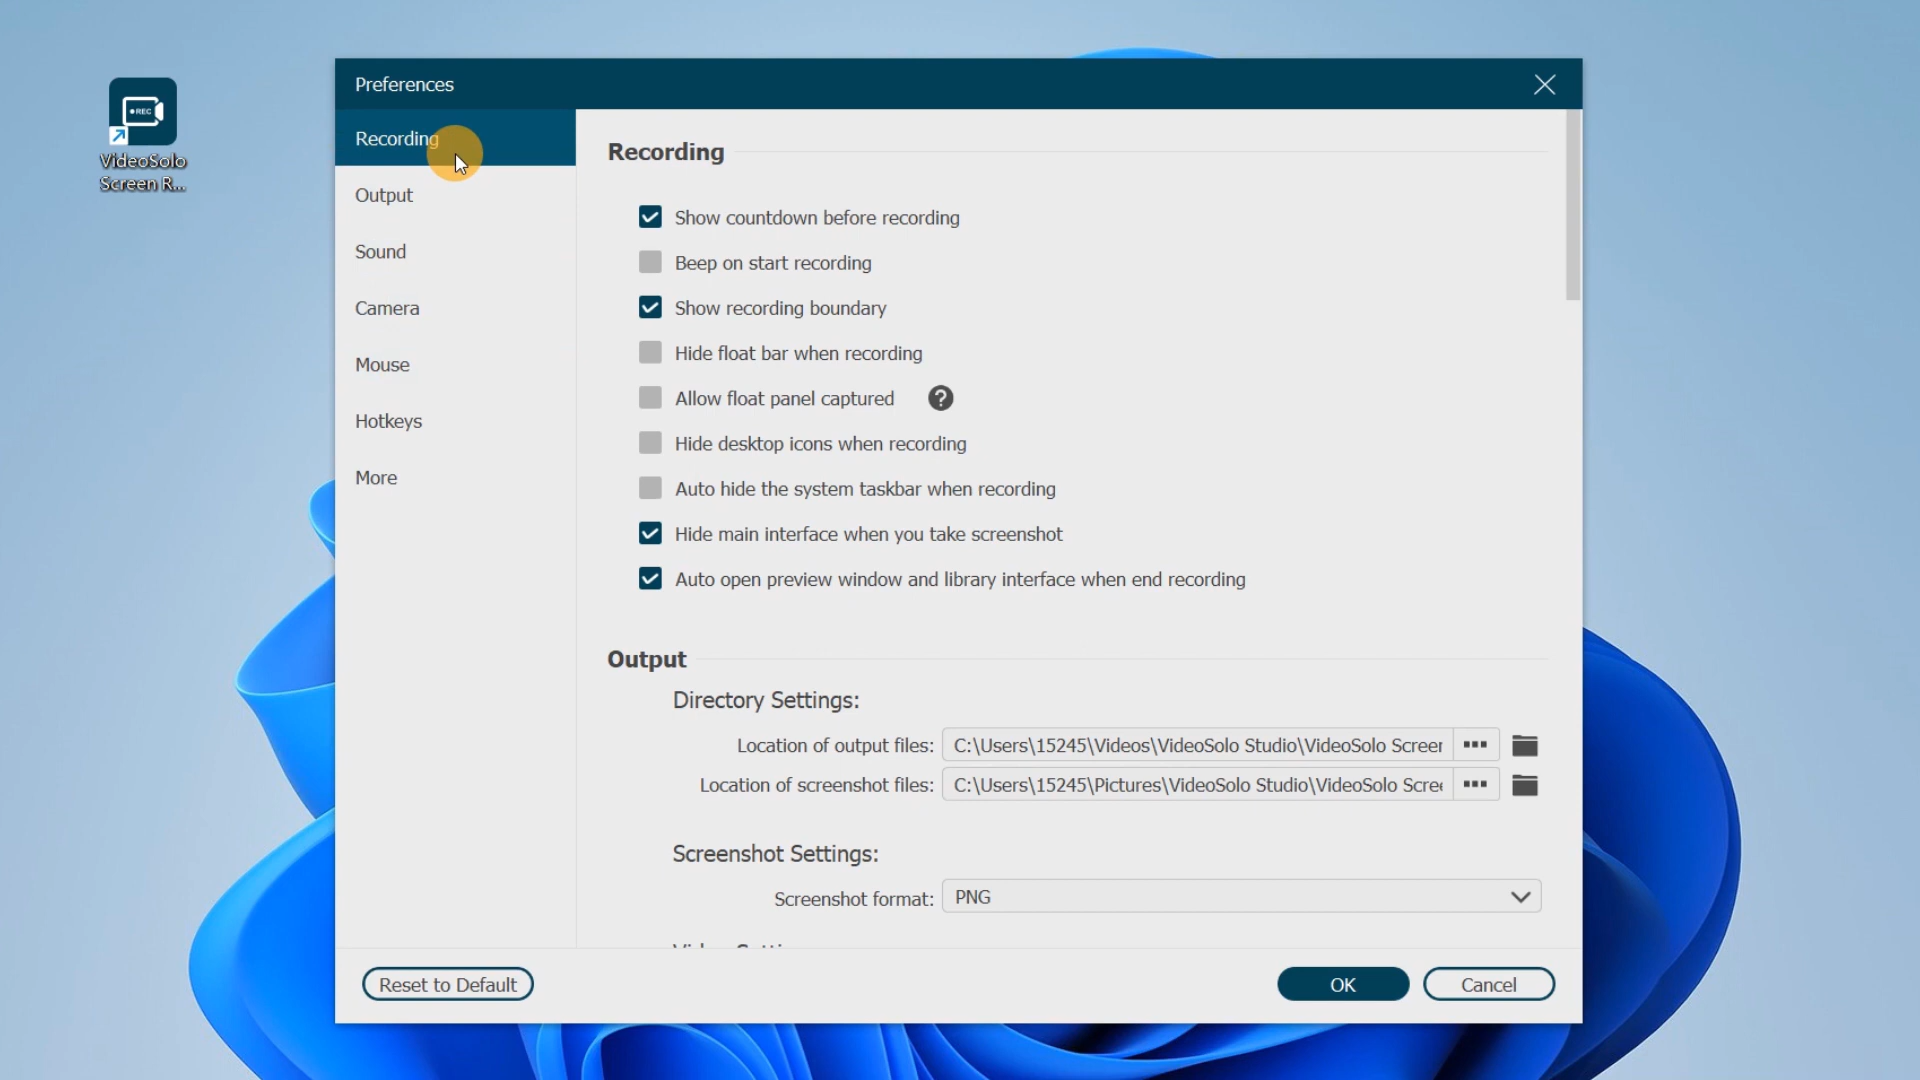 REC
VideoSolo
Screen R...
Preferences
Recording
Output
Sound
Camera
Mouse
Hotkeys
More
Recording
Show countdown before recording
Beep on start recording
Show recording boundary
Hide float bar when recording
Allow float panel captured
?
Hide desktop icons when recording
Auto hide the system taskbar when recording
Hide main interface when you take screenshot
Auto open preview window and library interface when end recording
Output
Directory Settings:
Location of output files: C:\Users\15245\Videos\VideoSolo Studio\VideoSolo Screen
Location of screenshot files: C:\Users\15245\Pictures\VideoSolo Studio\VideoSolo Scree
Screenshot Settings:
Screenshot format: PNG
Reset to Default
OK
Cancel